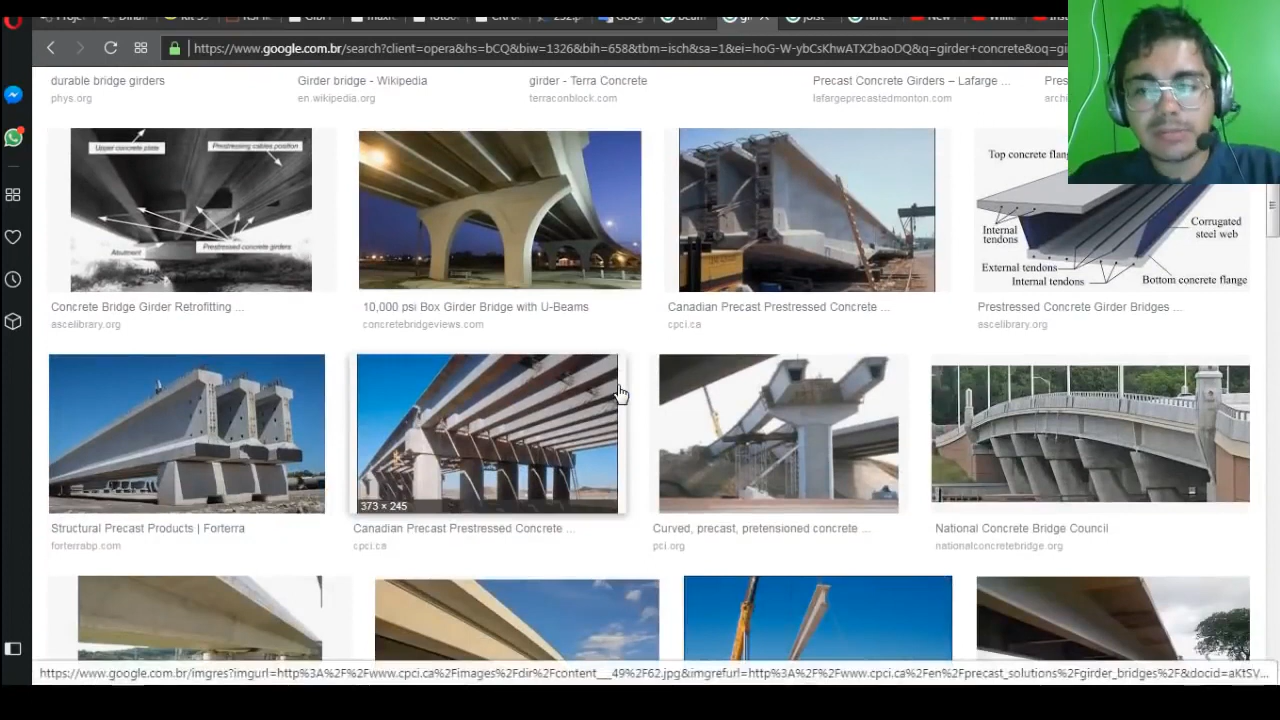 https://www.google.com.br/search?client=opera&hs=bCQ&biw=1326&bih=658&tbm=isch&sa=1&ei=hoG-W-ybCsKhwATX2baoDQ&q=girder+concrete&oq=gi
durable bridge girders
Girder bridge - Wikipedia
girder - Terra Concrete
Precast Concrete Girders – Lafarge ...
phys.org
en.wikipedia.org
terraconblock.com
lafargeprecastedmonton.com
Upper concrete plate
Prestressing cables position
Prestressed concrete girders
Abutment
Top concrete flan
Internal
tendons
Corrugated
steel web
External tendons
Internal tendons
Bottom concrete flange
Concrete Bridge Girder Retrofitting ...
10,000 psi Box Girder Bridge with U-Beams
Canadian Precast Prestressed Concrete ...
Prestressed Concrete Girder Bridges ...
ascelibrary.org
concretebridgeviews.com
cpci.ca
ascelibrary.org
373 × 245
Structural Precast Products | Forterra
Canadian Precast Prestressed Concrete ...
Curved, precast, pretensioned concrete ...
National Concrete Bridge Council
forterrabp.com
cpci.ca
pci.org
nationalconcretebridge.org
https://www.google.com.br/imgres?imgurl=http%3A%2F%2Fwww.cpci.ca%2Fimages%2Fdir%2Fcontent__49%2F62.jpg&imgrefurl=http%3A%2F%2Fwww.cpci.ca%2Fen%2Fprecast_solutions%2Fgirder_bridges%2F&docid=aKtSV...